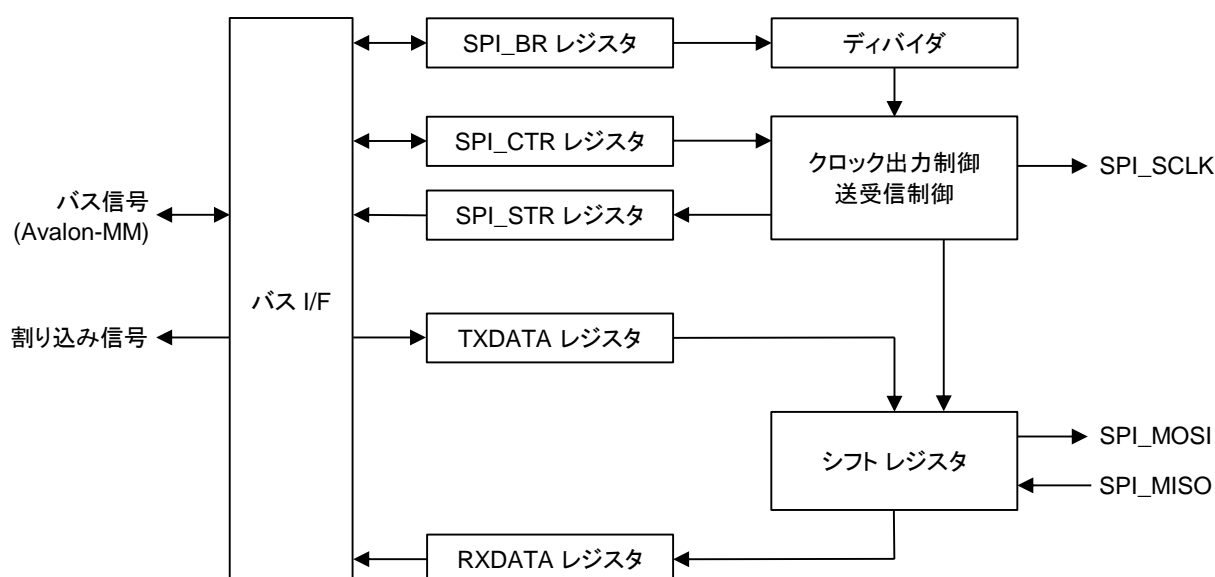 SPI_BR レジスタ
ディバイダ
SPI_CTR レジスタ
クロック出力制御
送受信制御
SPI_SCLK
バス信号
(Avalon-MM)
SPI_STR レジスタ
バス I/F
割り込み信号
TXDATA レジスタ
シフト レジスタ
SPI_MOSI
SPI_MISO
RXDATA レジスタ